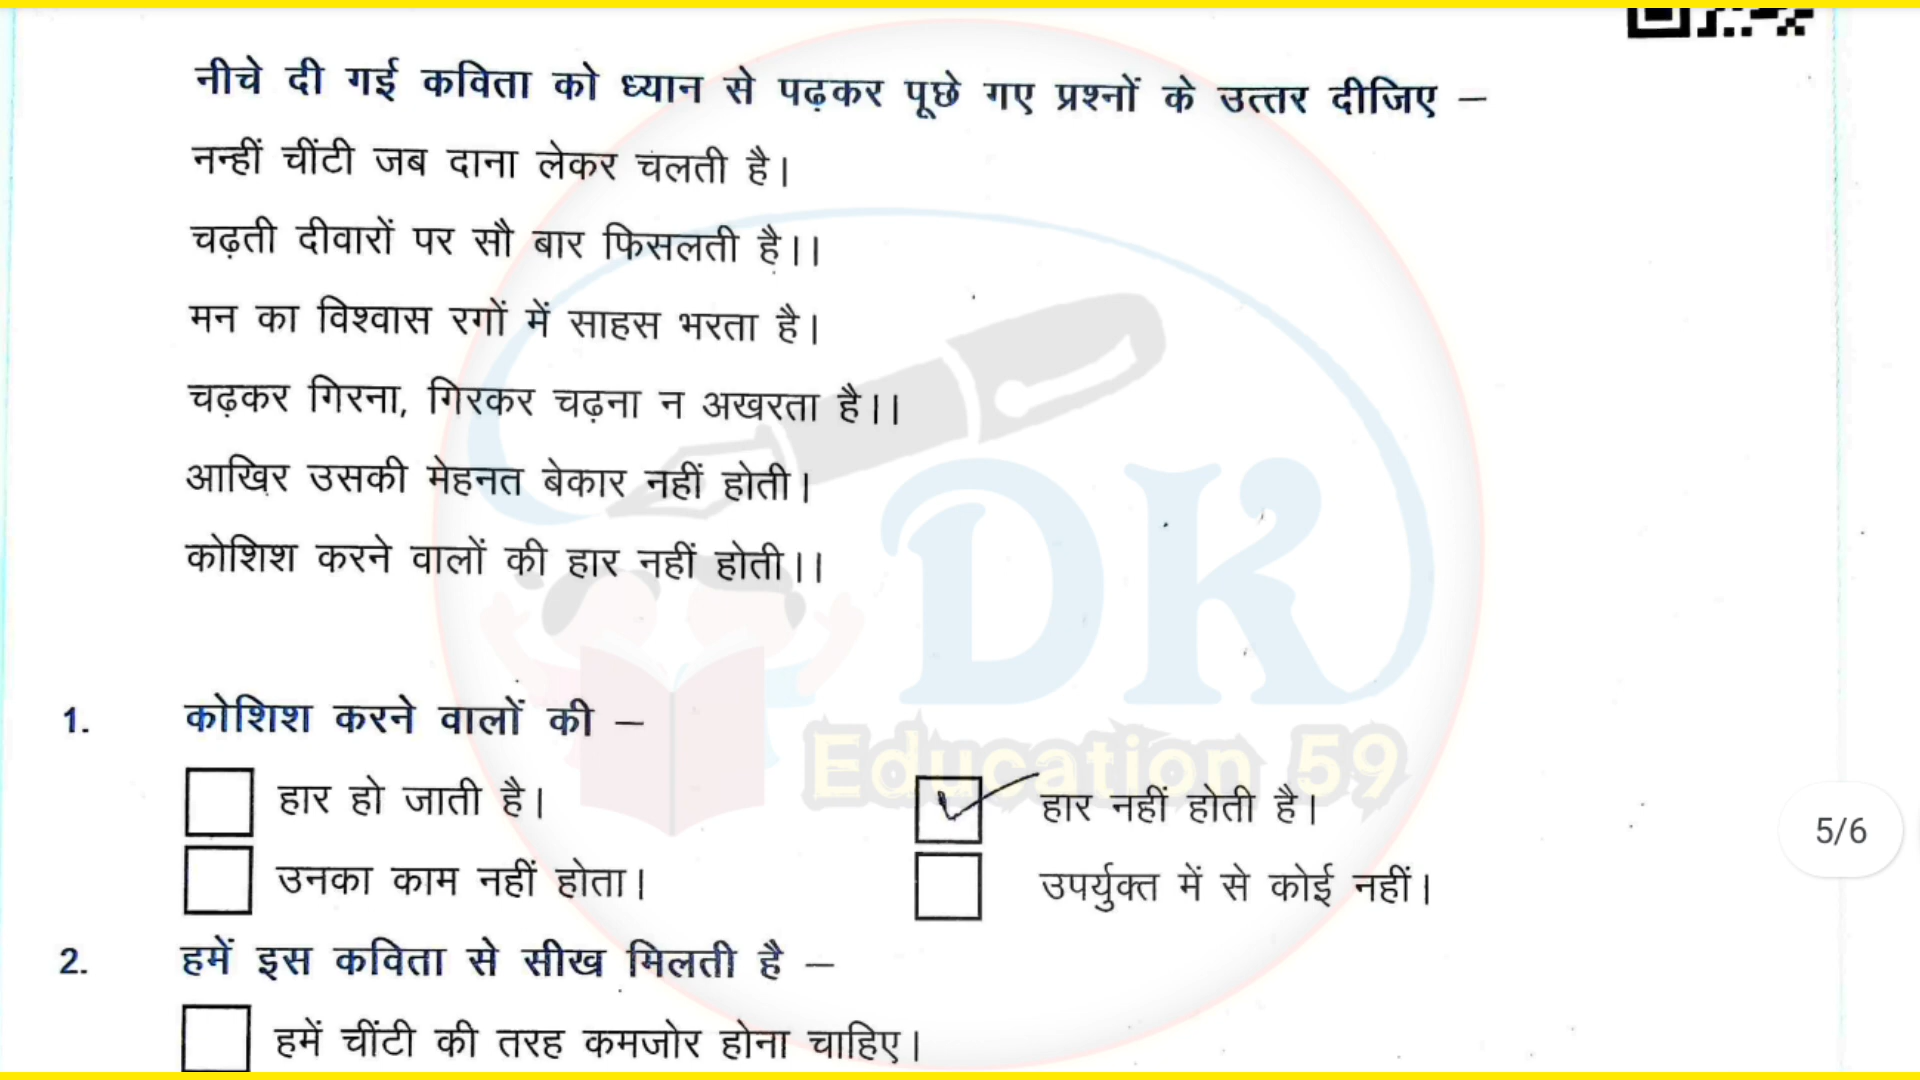 नीचे दी गई कविता को ध्यान से पढ़कर पूछे गए प्रश्नों के उत्तर दीजिए –
नन्हीं चींटी जब दाना लेकर चलती है।
चढ़ती दीवारों पर सौ बार फिसलती है।।
मन का विश्वास रगों में साहस भरता है।
चढ़कर गिरना, गिरकर चढ़ना न अखरता है।।
आखिर उसकी मेहनत बेकार नहीं होती।
कोशिश करने वालों की हार नहीं होती।।
DK
Education 59
1. कोशिश करने वालों की –
हार हो जाती है। हार नहीं होती है।
5/6
उनका काम नहीं होता। उपर्युक्त में से कोई नहीं।
2. हमें इस कविता से सीख मिलती है –
हमें चींटी की तरह कमजोर होना चाहिए।